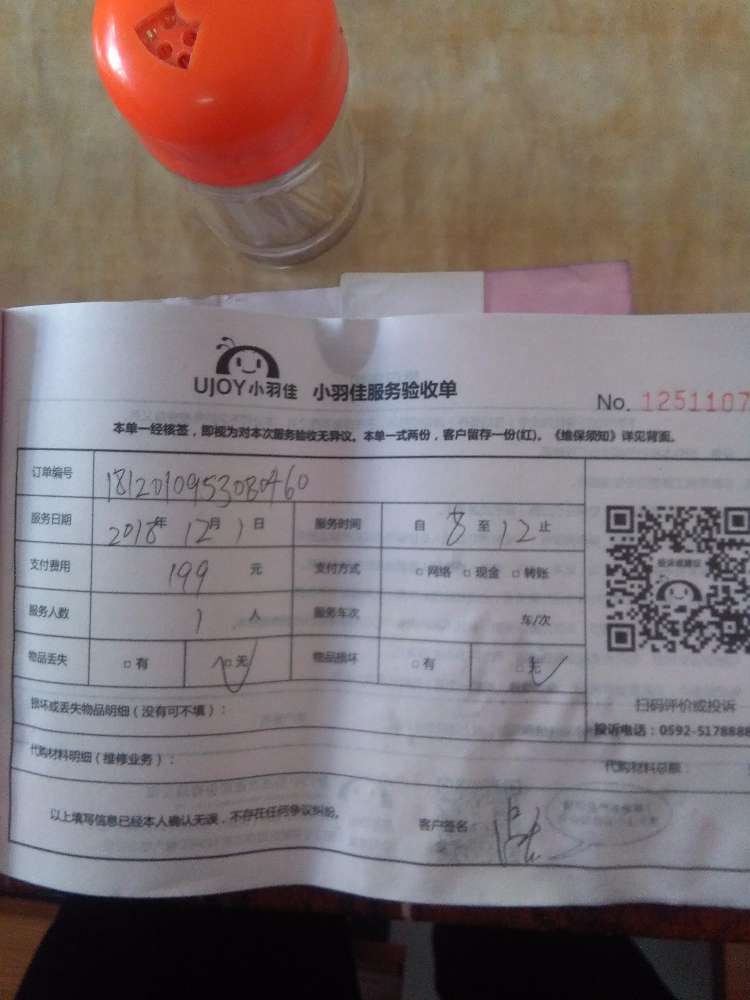 UJOY小羽佳 小羽佳服务验收单
No. 1251107
本单一经核签，即视为对本次服务验收无异议。本单一式两份，客户留存一份(红)。《维保须知》详见背面。
订单编号
服务日期 2018年 12月 1日 服务时间 自 8 至 12 止
支付费用 199 元 支付方式 □网络 □现金 □转账
服务人数 1 人 服务车次 车/次
物品丢失 □有 □无 物品损坏 □有 □无
扫码评价或投诉
损坏或丢失物品明细（没有可不填）：
投诉电话：0592-5178888
代购材料明细（维修业务）： 代购材料总额：
以上填写信息已经本人确认无误，不存在任何争议纠纷。 客户签名：